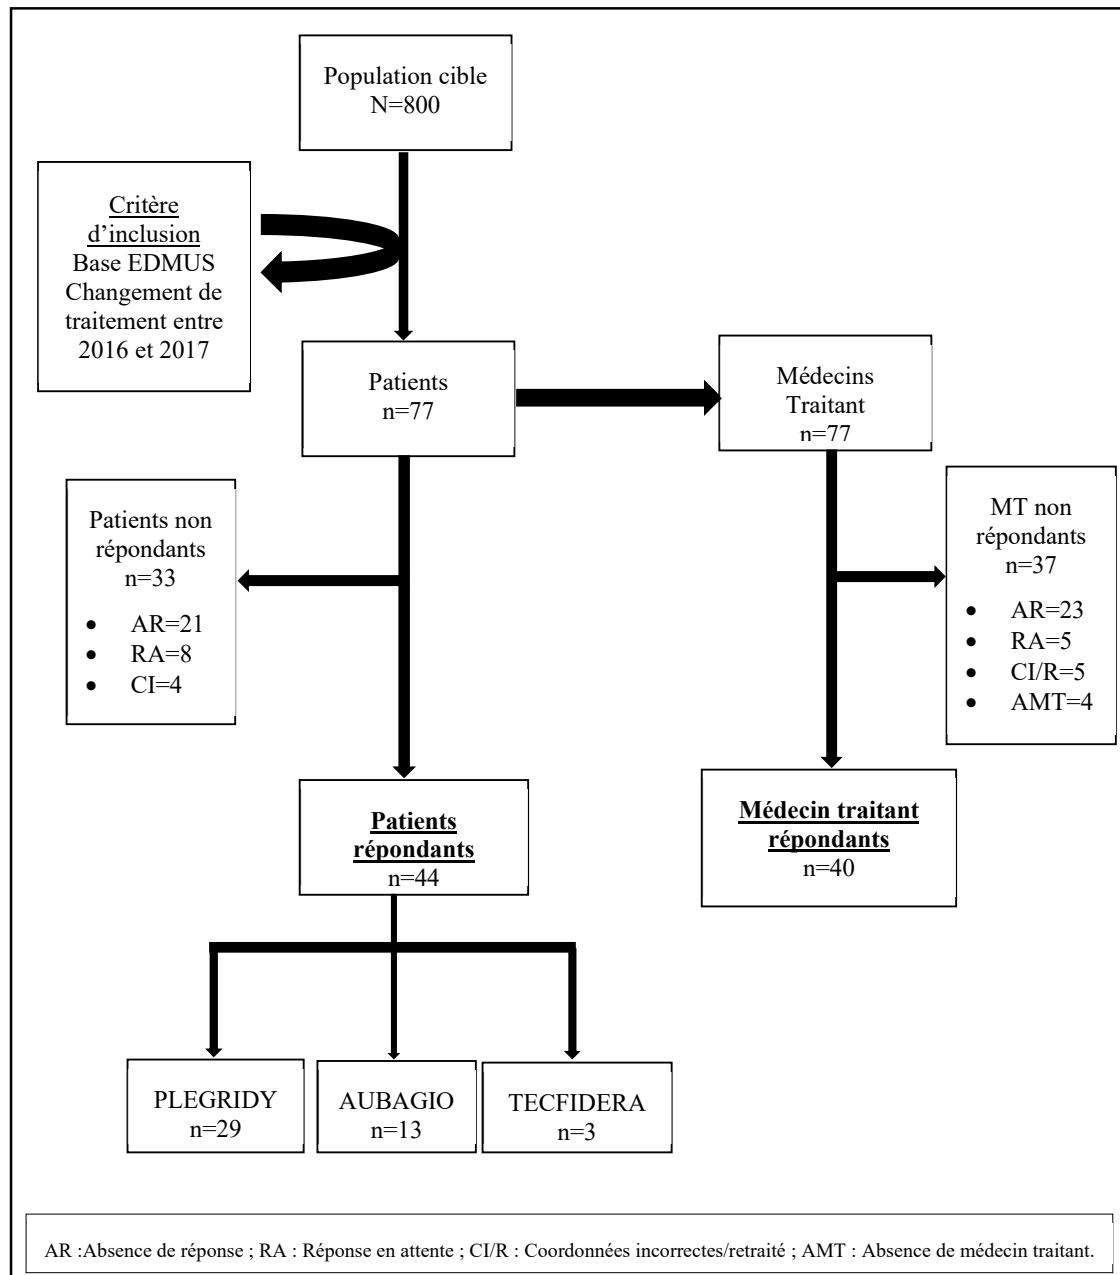 Population cible
N=800
Critère
d’inclusion
Base EDMUS
Changement de
traitement entre
2016 et 2017
Patients
n=77
Médecins
Traitant
n=77
Patients non
répondants
n=33
• AR=21
• RA=8
• CI=4
MT non
répondants
n=37
• AR=23
• RA=5
• CI/R=5
• AMT=4
Patients
répondants
n=44
Médecin traitant
répondants
n=40
PLEGRIDY
n=29
AUBAGIO
n=13
TECFIDERA
n=3
AR :Absence de réponse ; RA : Réponse en attente ; CI/R : Coordonnées incorrectes/retraité ; AMT : Absence de médecin traitant.